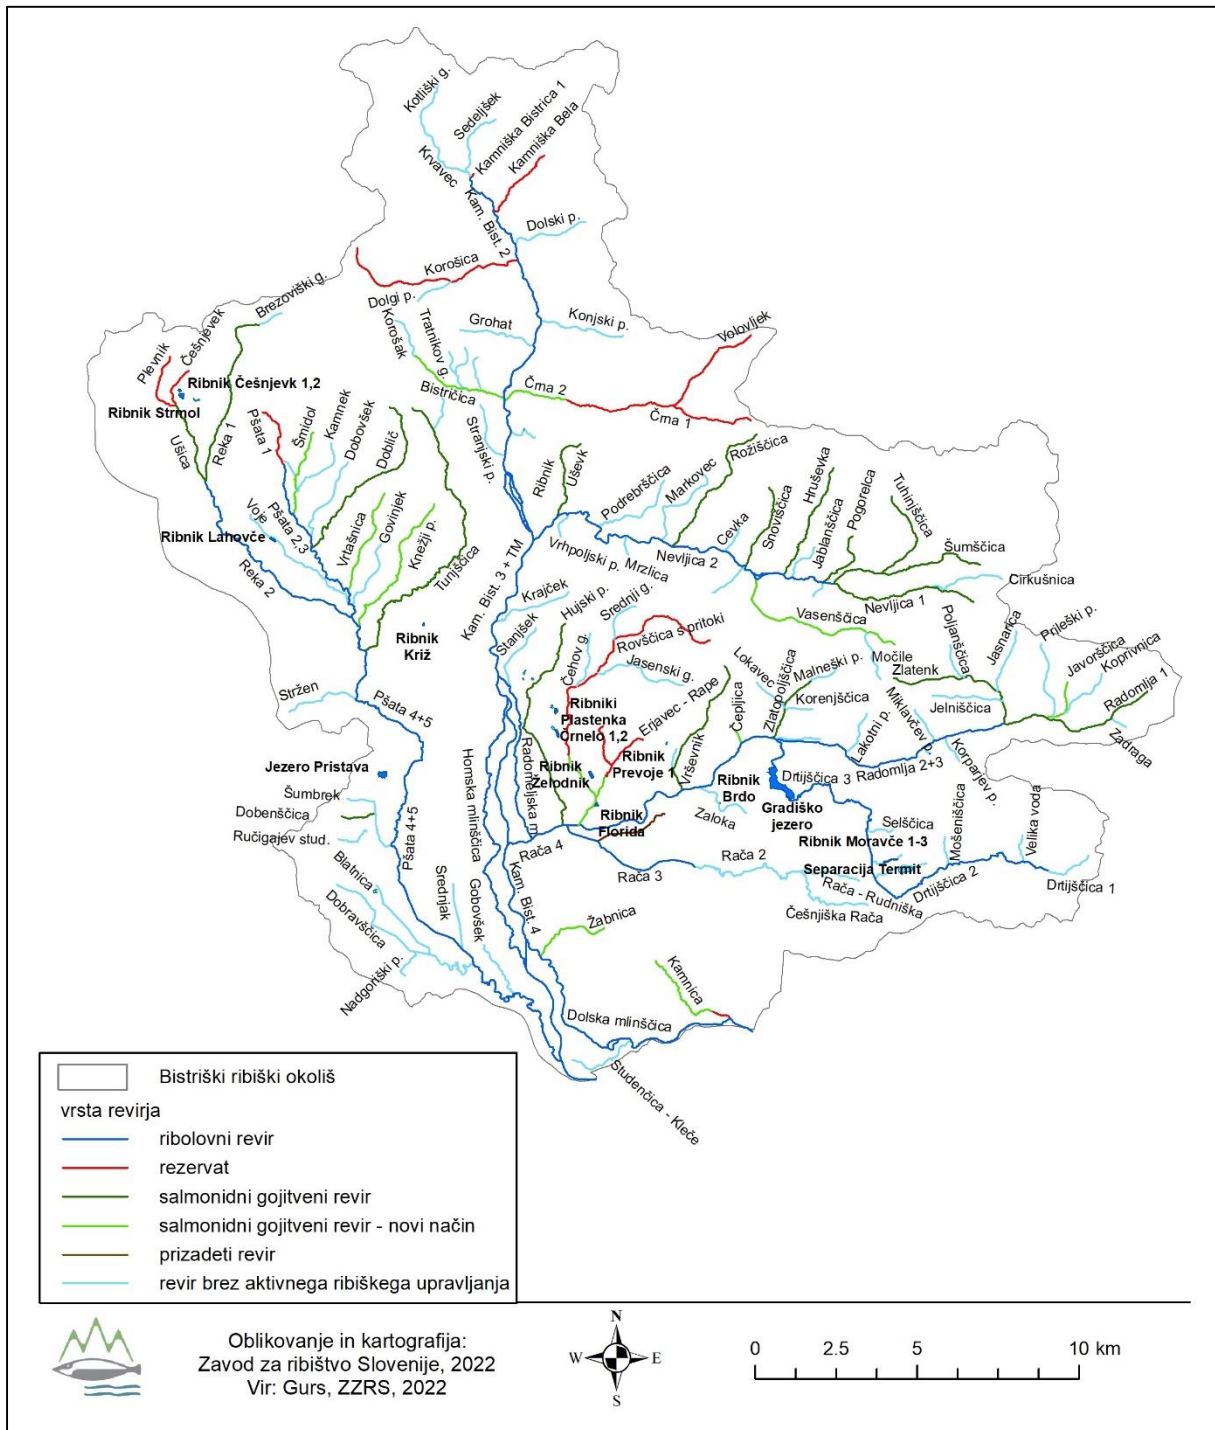 Kotliški g.
Sedeljšek
Kamniška Bistrica 1
Kamniška Bela
Krvavec
Kam. Bist. 2
Dolski p.
Korošica
Brezoviški g.
Dolgi p.
Korošak
Tratnikov g.
Grohat
Konjski p.
Volovljek
Plevnik
Češnjevek
Ribnik Češnjevk 1,2
Ribnik Strmol
Bistričica
Črna 2
Črna 1
Ušica
Reka 1
Pšata 1
Šmidol
Kamnek
Dobovšek
Doblič
Stranjski p.
Ribnik
Uševk
Podrebrščica
Markovec
Rožiščica
Voje
Pšata 2,3
Ribnik Lahovče
Vrtašnica
Govinjek
Knežji p.
Tunjščica
Reka 2
Cevka
Snoviščica
Hruševka
Jablanščica
Pogorelca
Tuhinjščica
Šumščica
Cirkušnica
Vrhpoljski p.
Mrzlica
Nevljica 2
Nevljica 1
Kam. Bist. 3 + TM
Krajček
Stanjšek
Hujski p.
Srednji g.
Rovščica s pritoki
Čehov g.
Jasenski g.
Vasenščica
Močile
Zlatenk
Poljanščica
Jasnarica
Prileški p.
Javorščica
Koprivnica
Radomlja 1
Zadraga
Ribnik
Križ
Stržen
Pšata 4+5
Lokavec
Zlatopoljščica
Malneški p.
Korenjščica
Miklavčev p.
Jelniščica
Čepljica
Lakotni p.
Korparjev p.
Ribniki
Plastenka
Črnelo 1,2
Erjavec - Rape
Ribnik
Prevoje 1
Vrševnik
Ribnik
Želodnik
Radomeljska m.
Homska mlinščica
Jezero Pristava
Šumbrek
Dobenščica
Ručigajev stud.
Pšata 4+5
Ribnik
Brdo
Drtijščica 3
Radomlja 2+3
Gradiško
jezero
Ribnik
Florida
Zaloka
Selščica
Ribnik Moravče 1-3
Mošeniščica
Velika voda
Rača 4
Rača 3
Rača 2
Separacija Termit
Rača - Rudniška
Drtijščica 2
Drtijščica 1
Češnjiška Rača
Blatnica
Dobravščica
Srednjak
Gobovšek
Kam. Bist. 4
Žabnica
Nadgoriški p.
Kamnica
Dolska mlinščica
Studenčica - Kleče
Bistriški ribiški okoliš
vrsta revirja
ribolovni revir
rezervat
salmonidni gojitveni revir
salmonidni gojitveni revir - novi način
prizadeti revir
revir brez aktivnega ribiškega upravljanja
Oblikovanje in kartografija:
Zavod za ribištvo Slovenije, 2022
Vir: Gurs, ZZRS, 2022
N
W E
S
0 2.5 5 10 km